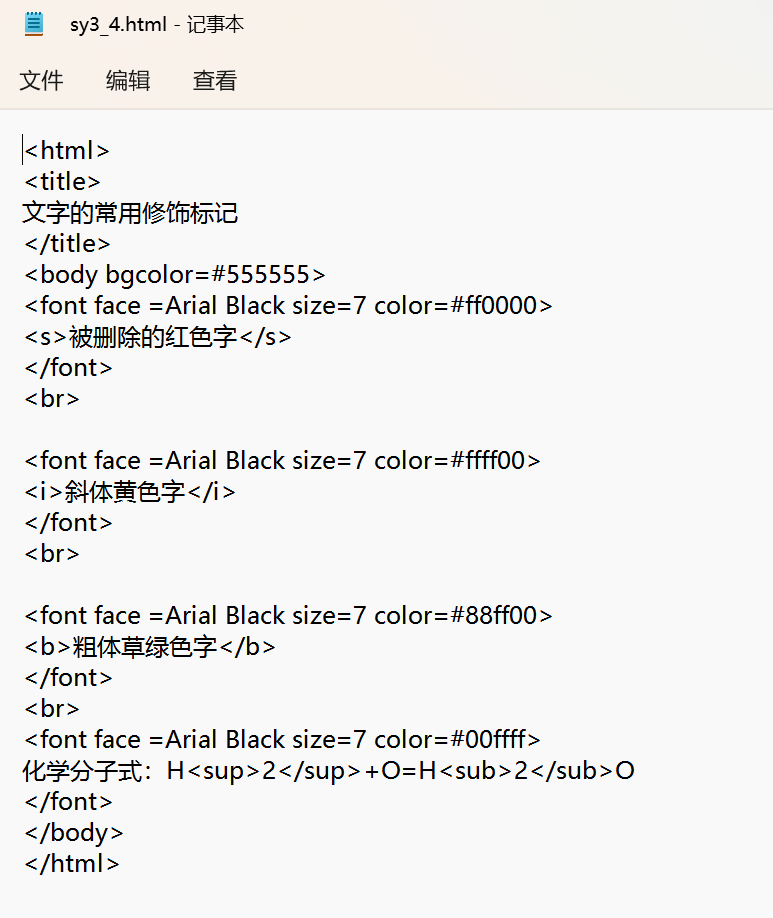 sy3_4.html - 记事本
文件 编辑 查看
<html>
<title>
文字的常用修饰标记
</title>
<body bgcolor=#555555>
<font face =Arial Black size=7 color=#ff0000>
<s>被删除的红色字</s>
</font>
<br>
<font face =Arial Black size=7 color=#ffff00>
<i>斜体黄色字</i>
</font>
<br>
<font face =Arial Black size=7 color=#88ff00>
<b>粗体草绿色字</b>
</font>
<br>
<font face =Arial Black size=7 color=#00ffff>
化学分子式：H<sup>2</sup>+O=H<sub>2</sub>O
</font>
</body>
</html>